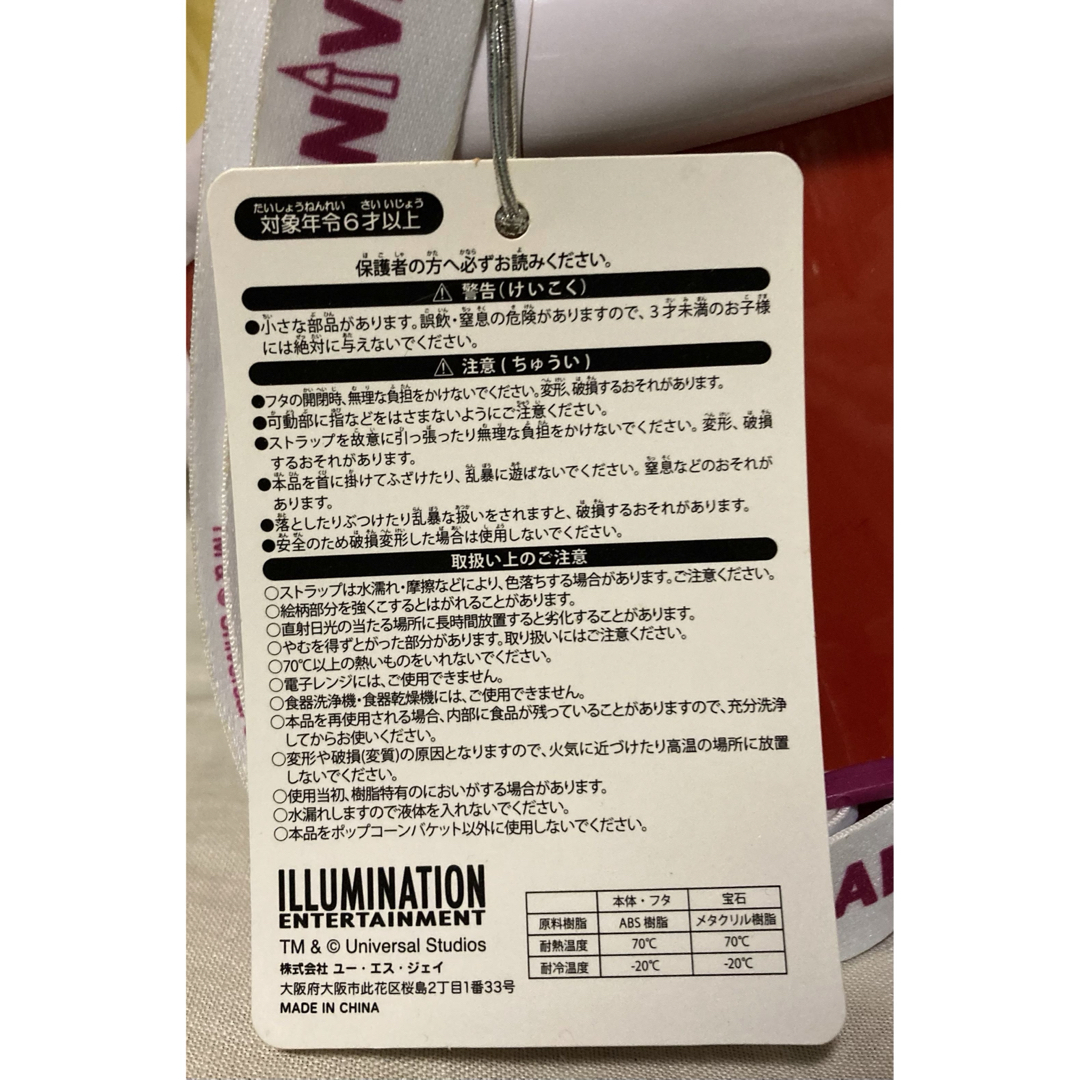 NIVA
だいしょうねんれい さい いじょう
対象年令6才以上
保護者の方へ必ずお読みください。
⚠ 警告(けいこく)
●小さな部品があります。誤飲・窒息の危険がありますので、3才未満のお子様
には絶対に与えないでください。
⚠ 注意(ちゅうい)
●フタの開閉時、無理な負担をかけないでください。変形、破損するおそれがあります。
●可動部に指などをはさまないようにご注意ください。
●ストラップを故意に引っ張ったり無理な負担をかけないでください。変形、破損
するおそれがあります。
●本品を首に掛けてふざけたり、乱暴に遊ばないでください。窒息などのおそれが
あります。
●落としたりぶつけたり乱暴な扱いをされますと、破損するおそれがあります。
●安全のため破損変形した場合は使用しないでください。
取扱い上のご注意
○ストラップは水濡れ・摩擦などにより、色落ちする場合があります。ご注意ください。
○絵柄部分を強くこするとはがれることがあります。
○直射日光の当たる場所に長時間放置すると劣化することがあります。
○やむを得ずとがった部分があります。取り扱いにはご注意ください。
○70℃以上の熱いものをいれないでください。
○電子レンジには、ご使用できません。
○食器洗浄機・食器乾燥機には、ご使用できません。
○本品を再使用される場合、内部に食品が残っていることがありますので、充分洗浄
してからお使いください。
○変形や破損(変質)の原因となりますので、火気に近づけたり高温の場所に放置
しないでください。
○使用当初、樹脂特有のにおいがする場合があります。
○水漏れしますので液体を入れないでください。
○本品をポップコーンバケット以外に使用しないでください。
ILLUMINATION
ENTERTAINMENT
TM & © Universal Studios
株式会社 ユー・エス・ジェイ
大阪府大阪市此花区桜島2丁目1番33号
MADE IN CHINA
本体・フタ 宝石
原料樹脂 ABS 樹脂 メタクリル樹脂
耐熱温度 70℃ 70℃
耐冷温度 -20℃ -20℃